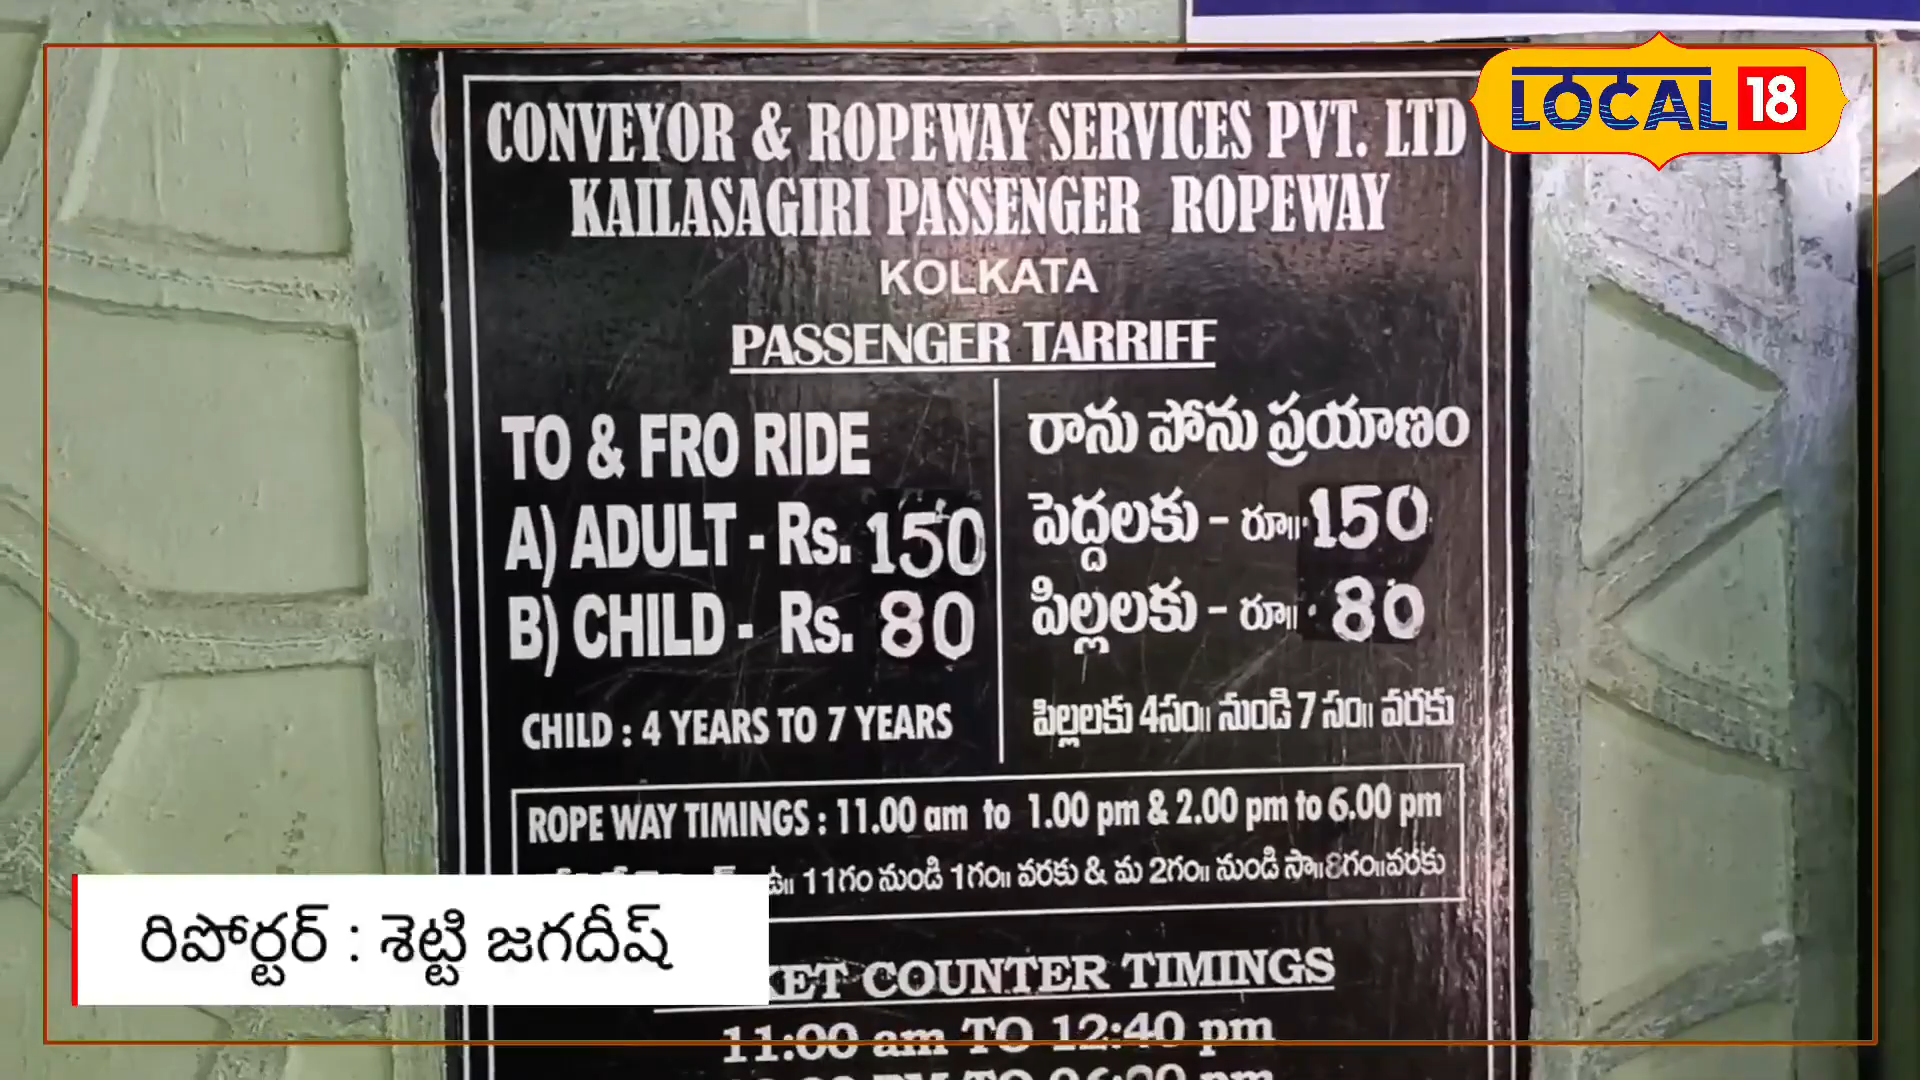 LOCAL 18
CONVEYOR & ROPEWAY SERVICES PVT. LTD
KAILASAGIRI PASSENGER ROPEWAY
KOLKATA
PASSENGER TARRIFF
TO & FRO RIDE
A) ADULT - Rs. 150
B) CHILD - Rs. 80
CHILD : 4 YEARS TO 7 YEARS
రాను పోను ప్రయాణం
పెద్దలకు - రూ॥ 150
పిల్లలకు - రూ॥ 80
పిల్లలకు 4సం॥ నుండి 7 సం॥ వరకు
ROPE WAY TIMINGS : 11.00 am to 1.00 pm & 2.00 pm to 6.00 pm
ఉ॥ 11గం నుండి 1గం॥ వరకు & మ 2గం॥ నుండి సా॥ గం॥వరకు
COUNTER TIMINGS
11:00 am TO 12:40 pm
రిపోర్టర్ : శెట్టి జగదీష్